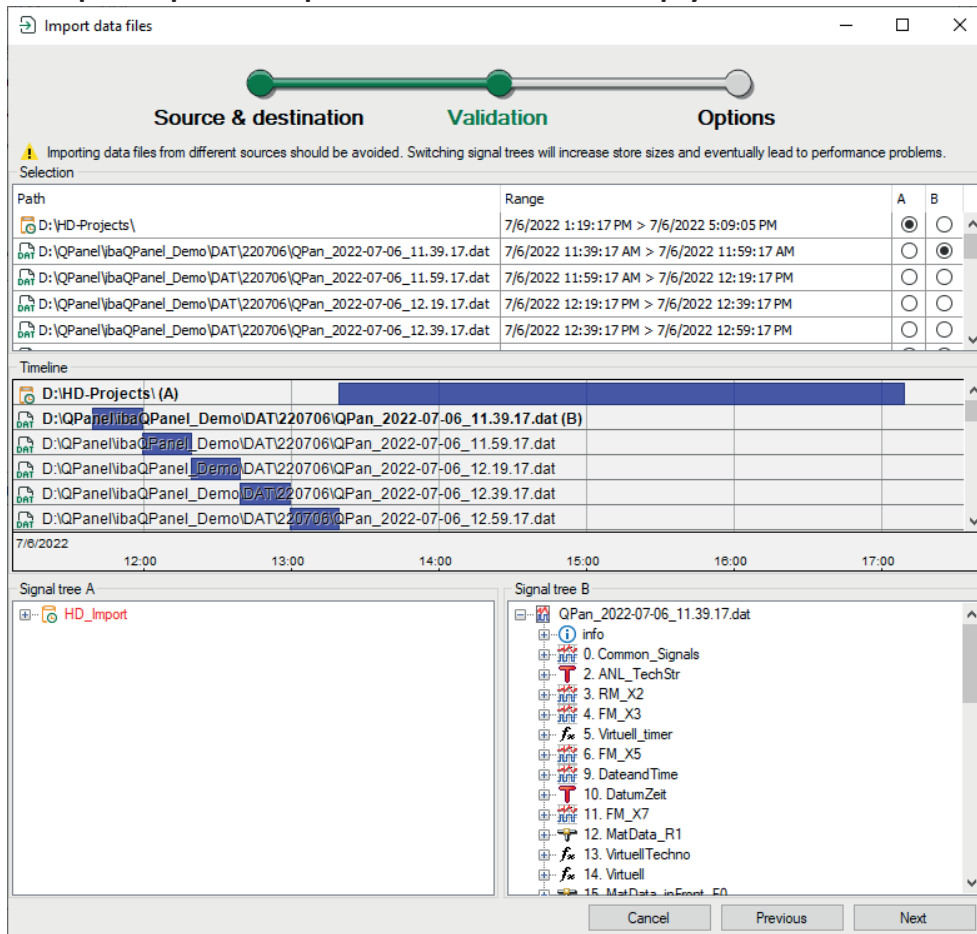 Import data files
Source & destination Validation Options
Importing data files from different sources should be avoided. Switching signal trees will increase store sizes and eventually lead to performance problems.
Selection
Path Range A B
D:\HD-Projects\ 7/6/2022 1:19:17 PM > 7/6/2022 5:09:05 PM
DAT D:\QPanel\ibaQPanel_Demo\DAT\220706\QPan_2022-07-06_11.39.17.dat 7/6/2022 11:39:17 AM > 7/6/2022 11:59:17 AM
DAT D:\QPanel\ibaQPanel_Demo\DAT\220706\QPan_2022-07-06_11.59.17.dat 7/6/2022 11:59:17 AM > 7/6/2022 12:19:17 PM
DAT D:\QPanel\ibaQPanel_Demo\DAT\220706\QPan_2022-07-06_12.19.17.dat 7/6/2022 12:19:17 PM > 7/6/2022 12:39:17 PM
DAT D:\QPanel\ibaQPanel_Demo\DAT\220706\QPan_2022-07-06_12.39.17.dat 7/6/2022 12:39:17 PM > 7/6/2022 12:59:17 PM
Timeline
D:\HD-Projects\ (A)
DAT D:\QPanel\ibaQPanel_Demo\DAT\220706\QPan_2022-07-06_11.39.17.dat (B)
DAT D:\QPanel\ibaQPanel_Demo\DAT\220706\QPan_2022-07-06_11.59.17.dat
DAT D:\QPanel\ibaQPanel_Demo\DAT\220706\QPan_2022-07-06_12.19.17.dat
DAT D:\QPanel\ibaQPanel_Demo\DAT\220706\QPan_2022-07-06_12.39.17.dat
DAT D:\QPanel\ibaQPanel_Demo\DAT\220706\QPan_2022-07-06_12.59.17.dat
7/6/2022
12:00 13:00 14:00 15:00 16:00 17:00
Signal tree A
HD_Import
Signal tree B
QPan_2022-07-06_11.39.17.dat
info
0. Common_Signals
2. ANL_TechStr
3. RM_X2
4. FM_X3
5. Virtuell_timer
6. FM_X5
9. DateandTime
10. DatumZeit
11. FM_X7
12. MatData_R1
13. VirtuellTechno
14. Virtuell
15. MatData_inFront_F0
Cancel Previous Next